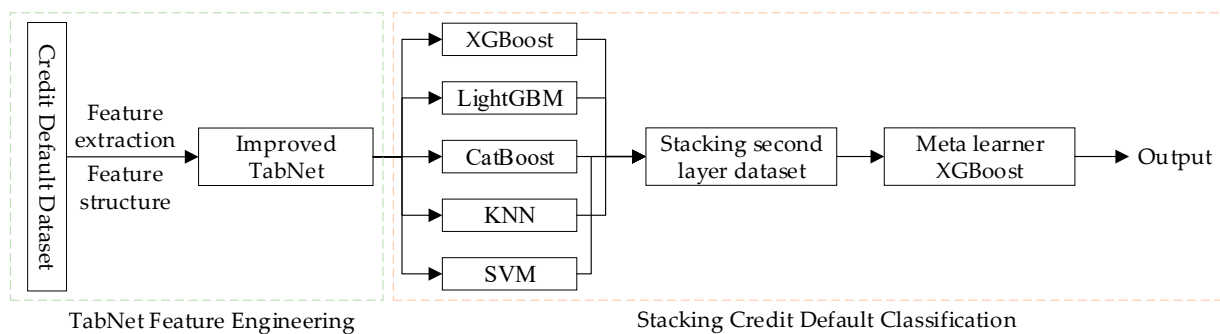 Credit Default Dataset
Feature
extraction
Feature
structure
Improved
TabNet
XGBoost
LightGBM
CatBoost
KNN
SVM
Stacking second
layer dataset
Meta learner
XGBoost
Output
TabNet Feature Engineering
Stacking Credit Default Classification